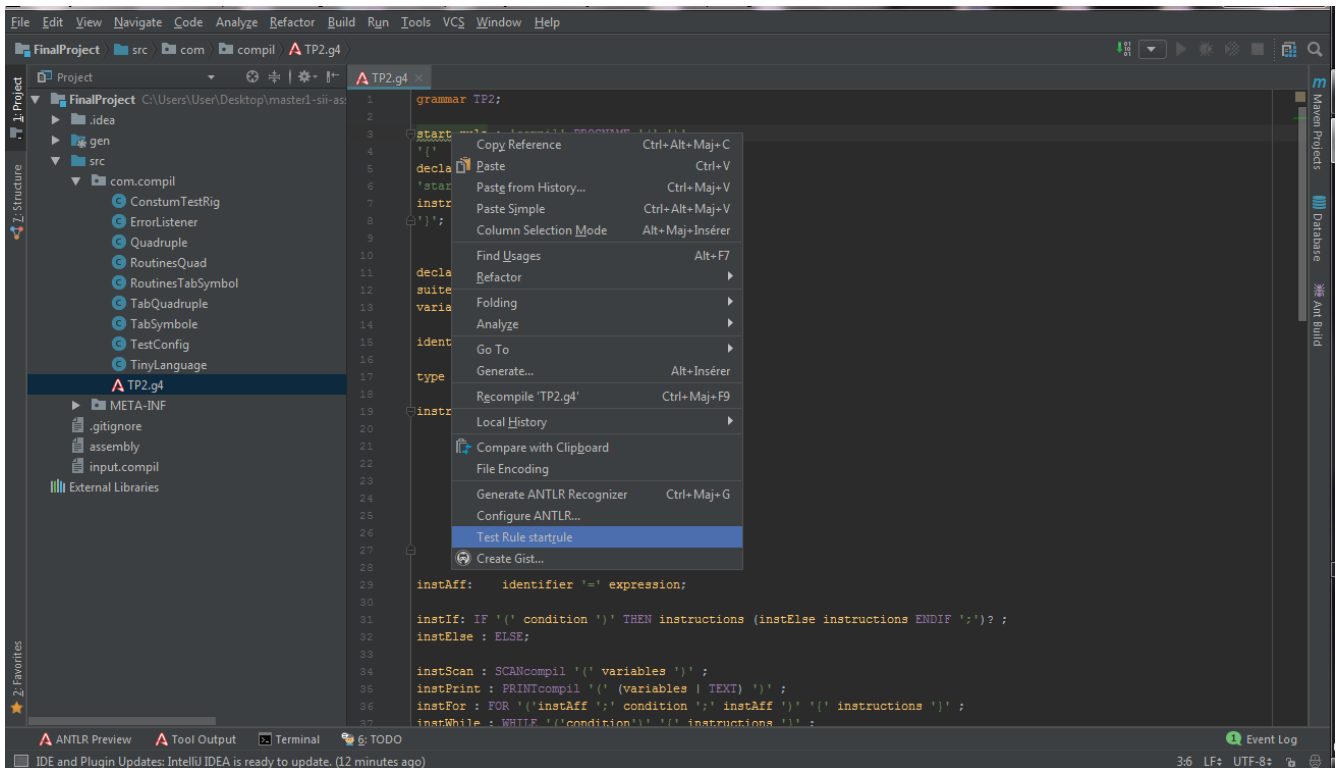 File Edit View Navigate Code Analyze Refactor Build Run Tools VCS Window Help
FinalProject src com compil TP2.g4
1: Project
7: Structure
2: Favorites
Project
FinalProject C:\Users\User\Desktop\master1-sii-as
.idea
gen
src
com.compil
ConstumTestRig
ErrorListener
Quadruple
RoutinesQuad
RoutinesTabSymbol
TabQuadruple
TabSymbole
TestConfig
TinyLanguage
TP2.g4
META-INF
.gitignore
assembly
input.compil
External Libraries
TP2.g4
1 grammar TP2;
2
3 start
4 '{'
5 decla
6 'star
7 instr
8 '}';
9
10
11 decla
12 suite
13 varia
14
15 ident
16
17 type
18
19 instr
20
21
22
23
24
25
26
27
28
29 instAff: identifier '=' expression;
30
31 instIf: IF '(' condition ')' THEN instructions (instElse instructions ENDIF ';')? ;
32 instElse : ELSE;
33
34 instScan : SCANcompil '(' variables ')' ;
35 instPrint : PRINTcompil '(' (variables | TEXT) ')' ;
36 instFor : FOR '('instAff ';' condition ';' instAff ')' '{' instructions '}' ;
37 instWhile : WHILE '('condition')' '{' instructions '}' ;
Copy Reference Ctrl+Alt+Maj+C
Paste Ctrl+V
Paste from History... Ctrl+Maj+V
Paste Simple Ctrl+Alt+Maj+V
Column Selection Mode Alt+Maj+Insérer
Find Usages Alt+F7
Refactor
Folding
Analyze
Go To
Generate... Alt+Insérer
Recompile 'TP2.g4' Ctrl+Maj+F9
Local History
Compare with Clipboard
File Encoding
Generate ANTLR Recognizer Ctrl+Maj+G
Configure ANTLR...
Test Rule startrule
Create Gist...
Maven Projects
Database
Ant Build
ANTLR Preview Tool Output Terminal 6: TODO 1 Event Log
IDE and Plugin Updates: IntelliJ IDEA is ready to update. (12 minutes ago) 3:6 LF UTF-8